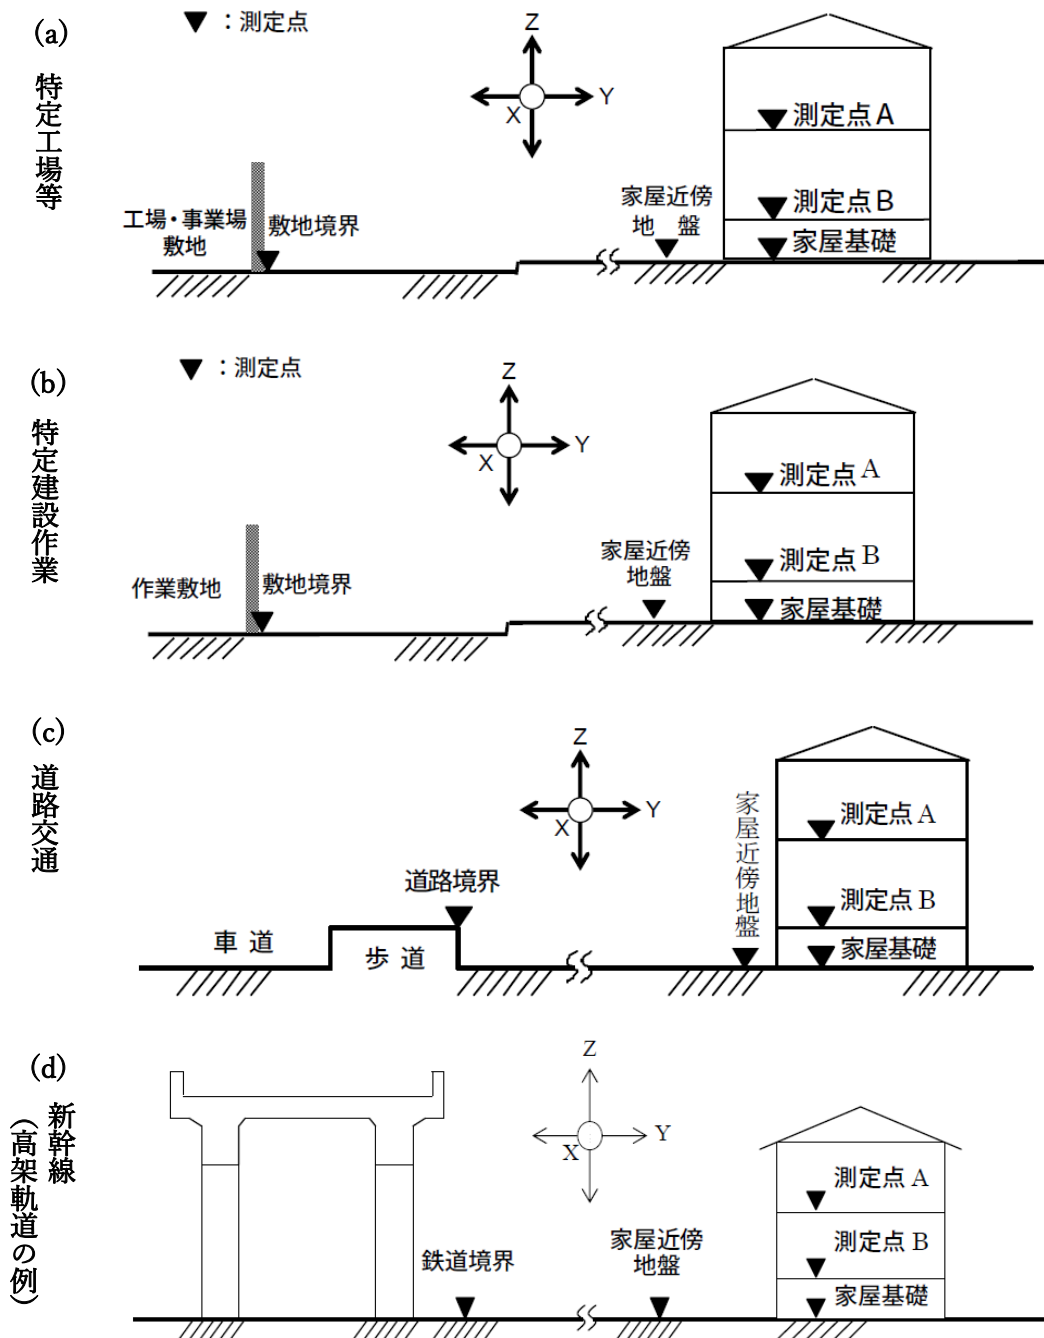 (a)
特定工場等
▼ ：測定点
Z
Y
X
測定点A
測定点B
家屋基礎
家屋近傍
地　盤
工場・事業場
敷地
敷地境界
(b)
特定建設作業
▼ ：測定点
Z
Y
X
測定点 A
測定点 B
家屋基礎
家屋近傍
地盤
作業敷地
敷地境界
(c)
道路交通
Z
Y
X
測定点 A
測定点 B
家屋基礎
家屋近傍地盤
道路境界
車 道
歩 道
(d)
新幹線
(高架軌道の例)
Z
Y
X
測定点 A
測定点 B
家屋基礎
家屋近傍
地盤
鉄道境界